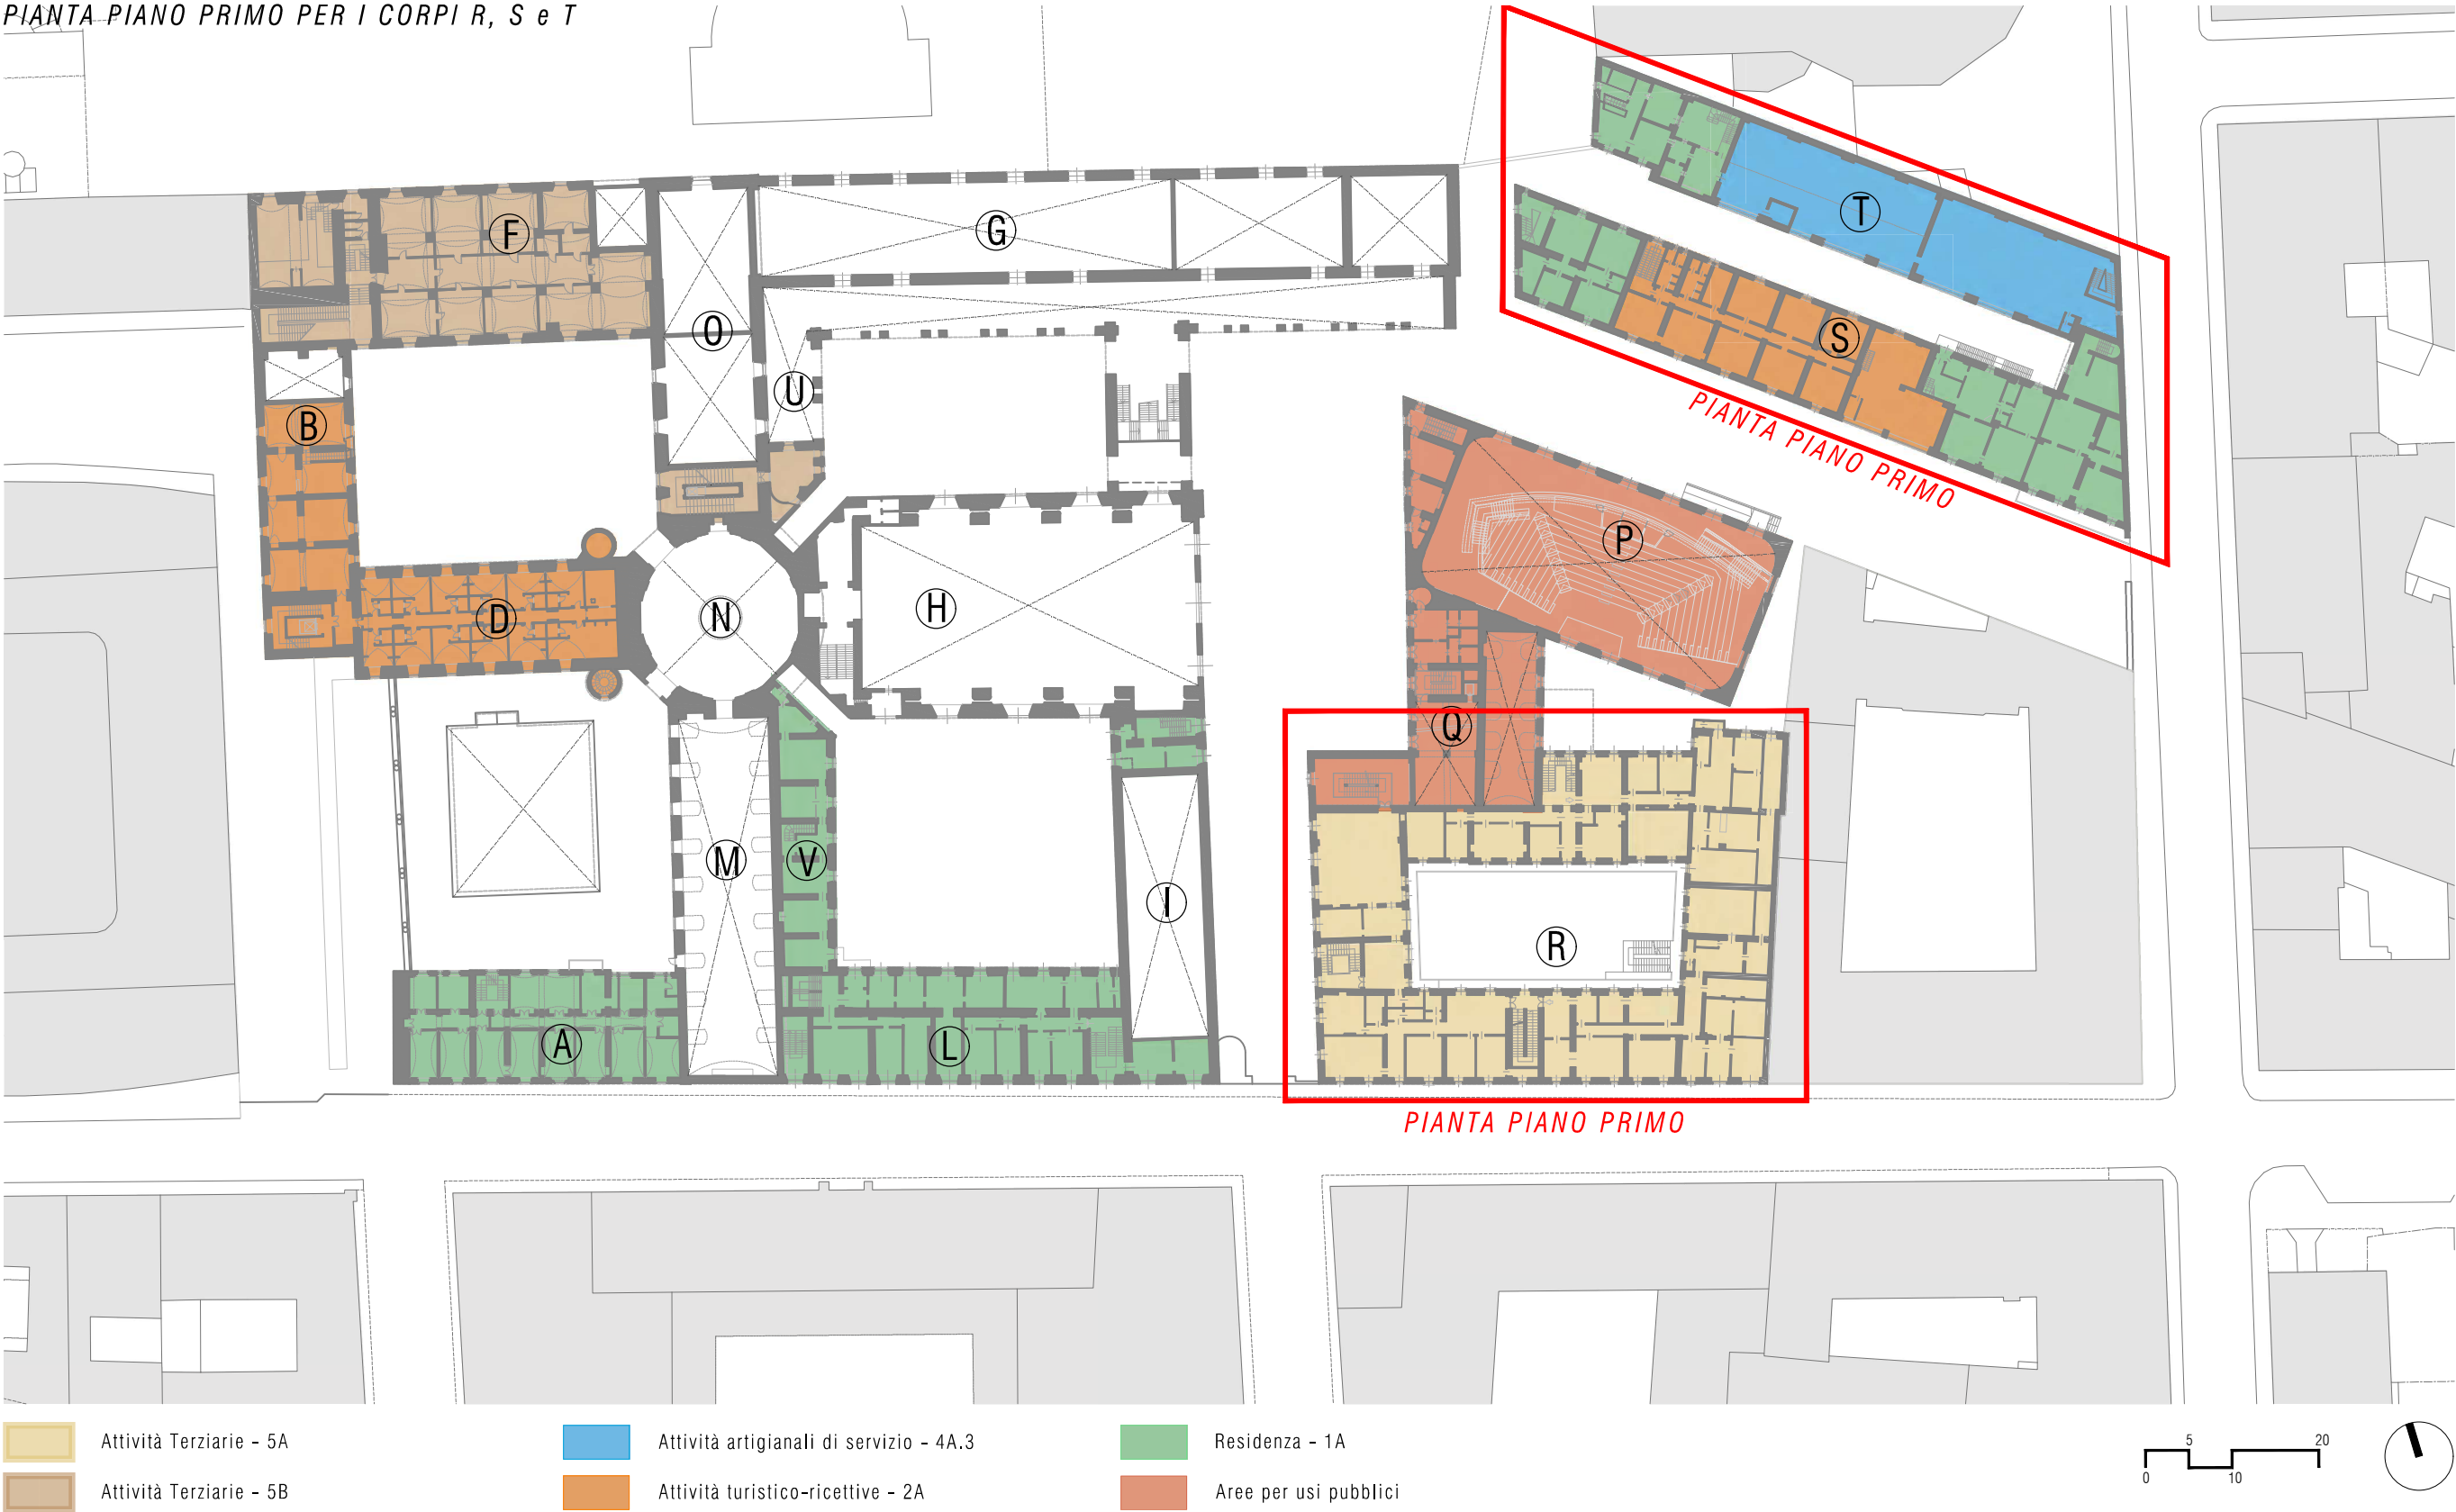 PIANTA PIANO PRIMO PER I CORPI R, S e T
T
F
G
S
O
U
B
PIANTA PIANO PRIMO
P
D
N
H
Q
M
V
I
R
A
L
PIANTA PIANO PRIMO
Attività Terziarie - 5A
Attività artigianali di servizio - 4A.3
Residenza - 1A
5
20
0
10
Attività Terziarie - 5B
Attività turistico-ricettive - 2A
Aree per usi pubblici